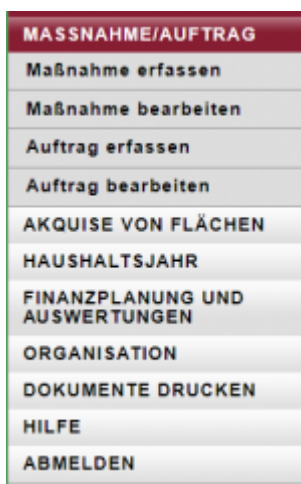 MASSNAHME/AUFTRAG
Maßnahme erfassen
Maßnahme bearbeiten
Auftrag erfassen
Auftrag bearbeiten
AKQUISE VON FLÄCHEN
HAUSHALTSJAHR
FINANZPLANUNG UND
AUSWERTUNGEN
ORGANISATION
DOKUMENTE DRUCKEN
HILFE
ABMELDEN